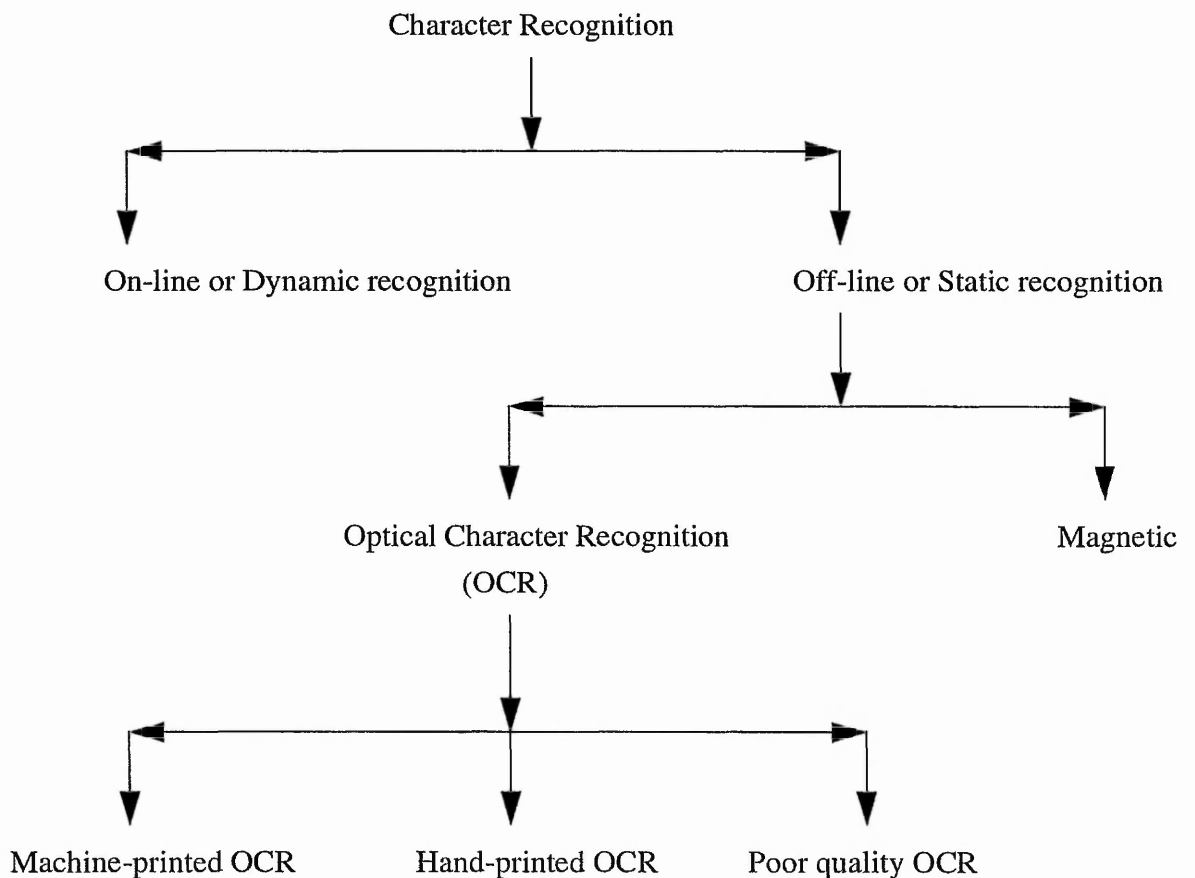 Character Recognition
On-line or Dynamic recognition
Off-line or Static recognition
Optical Character Recognition
(OCR)
Magnetic
Machine-printed OCR
Hand-printed OCR
Poor quality OCR